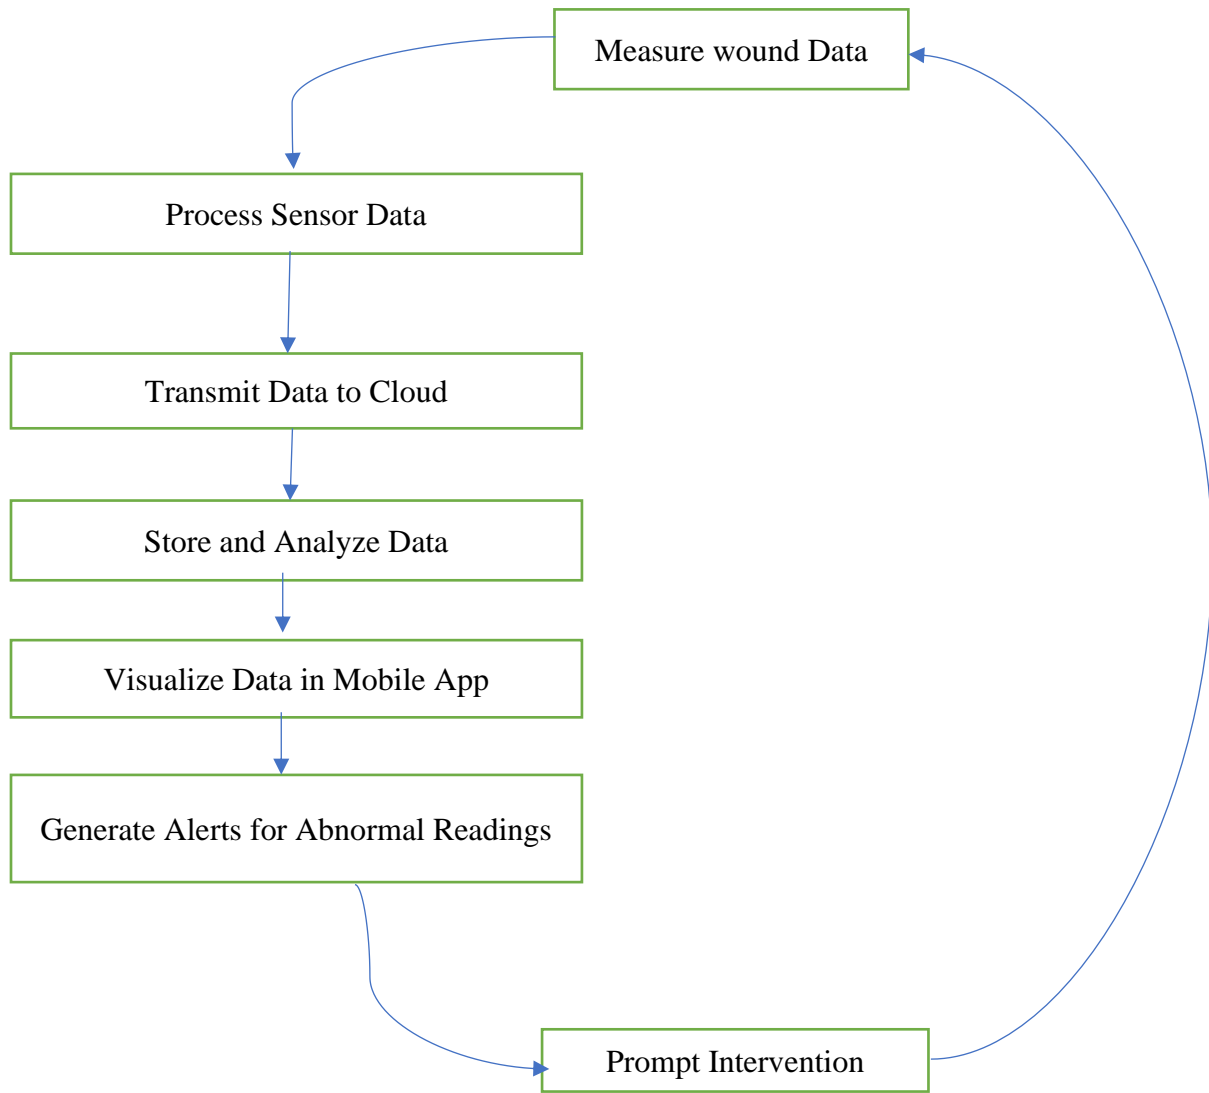 Measure wound Data
Process Sensor Data
Transmit Data to Cloud
Store and Analyze Data
Visualize Data in Mobile App
Generate Alerts for Abnormal Readings
Prompt Intervention